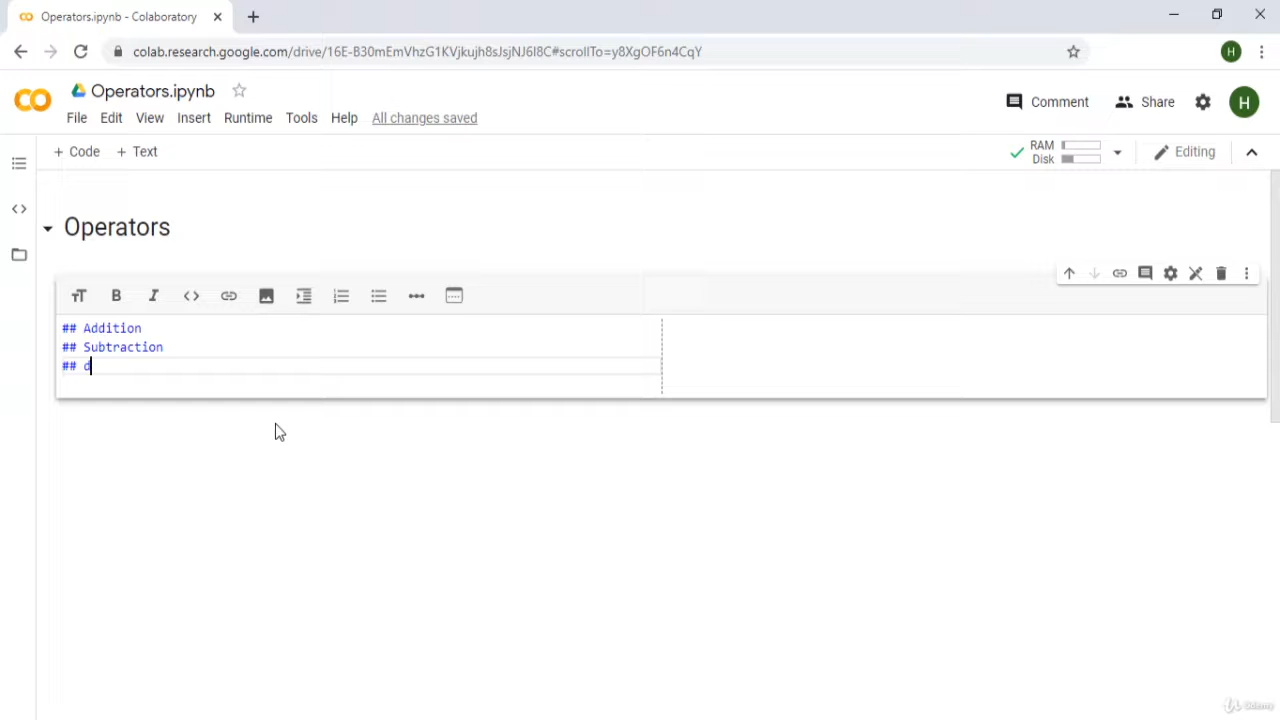 Operators.ipynb - Colaboratory
colab.research.google.com/drive/16E-B30mEmVhzG1KVjkujh8sJsjNJ6I8C#scrollTo=y8XgOF6n4CqY
H
Operators.ipynb
Comment
Share
H
File Edit View Insert Runtime Tools Help All changes saved
+ Code + Text
RAM
Disk
Editing
Operators
## Addition
## Subtraction
## d
Udemy